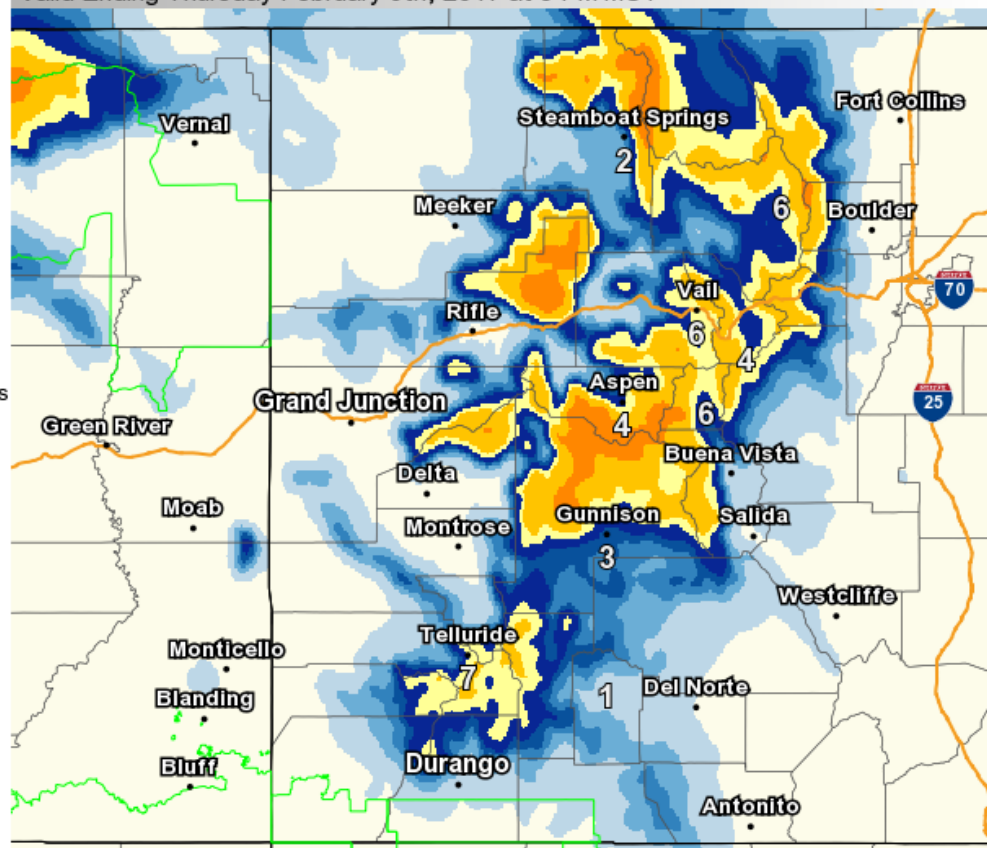 Fort Collins
Vernal
Steamboat Springs
2
Meeker
6
Boulder
Vail
70
Rifle
6
4
Aspen
Grand Junction
25
4
6
Green River
Buena Vista
Delta
Moab
Gunnison
Salida
Montrose
3
Westcliffe
Telluride
Monticello
7
1
Del Norte
Blanding
Durango
Bluff
Antonito